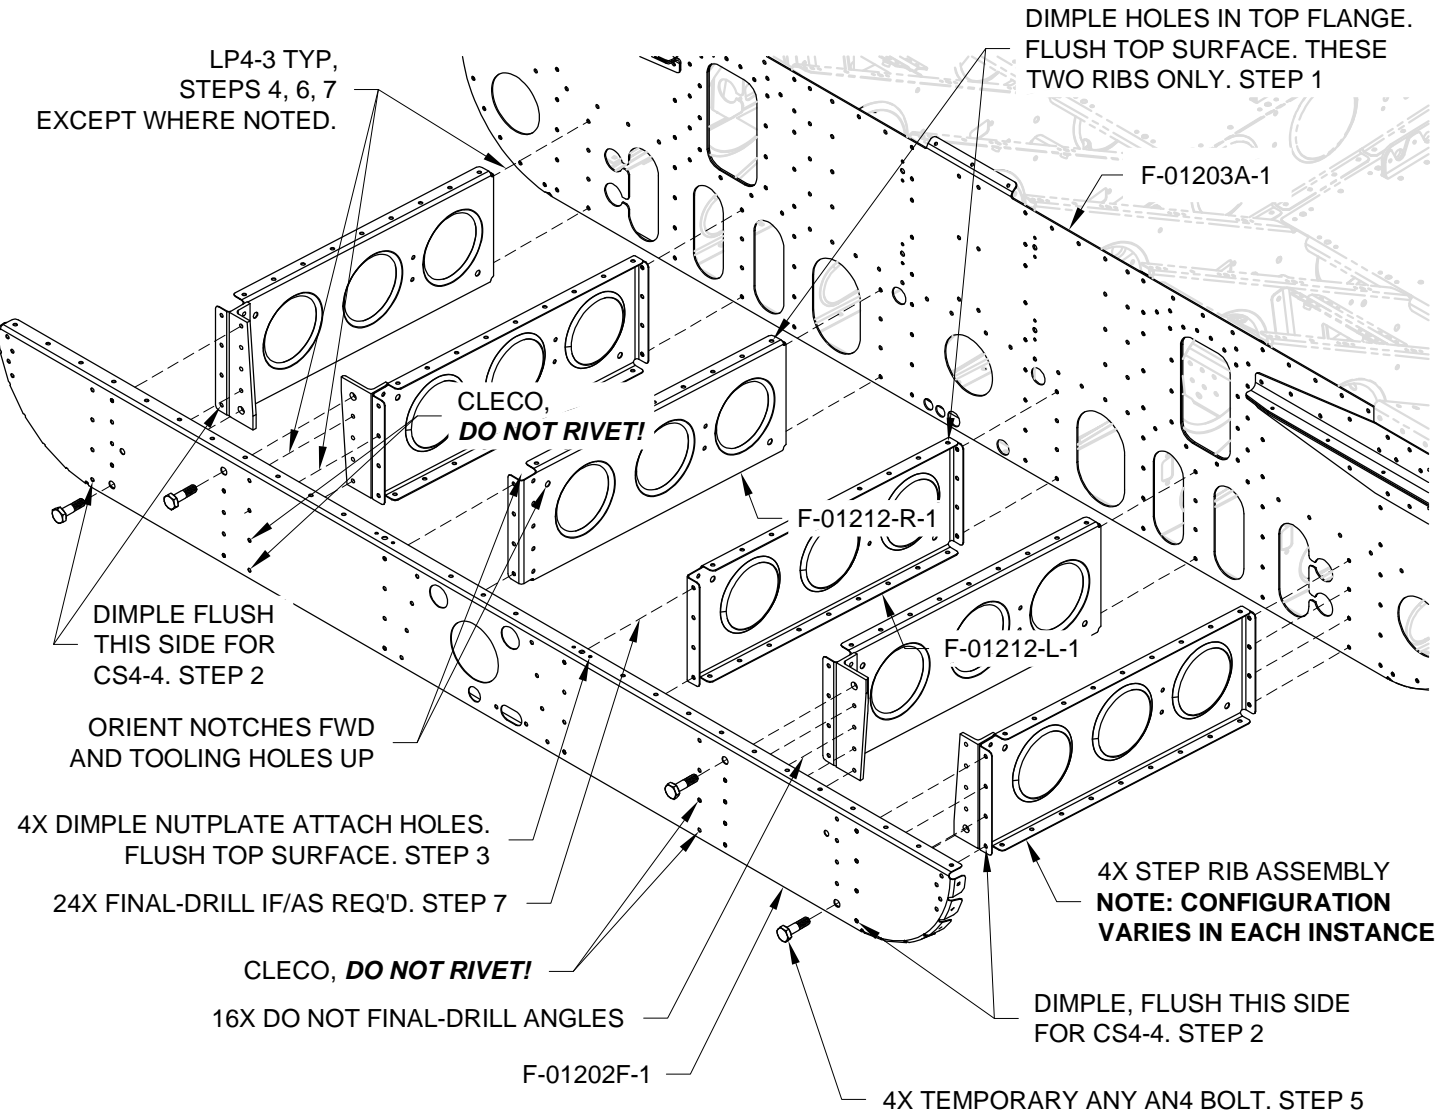 DIMPLE HOLES IN TOP FLANGE.
FLUSH TOP SURFACE. THESE
TWO RIBS ONLY. STEP 1
LP4-3 TYP,
STEPS 4, 6, 7
EXCEPT WHERE NOTED.
F-01203A-1
CLECO,
DO NOT RIVET!
F-01212-R-1
F-01212-L-1
DIMPLE FLUSH
THIS SIDE FOR
CS4-4. STEP 2
ORIENT NOTCHES FWD
AND TOOLING HOLES UP
4X DIMPLE NUTPLATE ATTACH HOLES.
FLUSH TOP SURFACE. STEP 3
24X FINAL-DRILL IF/AS REQ'D. STEP 7
4X STEP RIB ASSEMBLY
NOTE: CONFIGURATION
VARIES IN EACH INSTANCE
CLECO, DO NOT RIVET!
16X DO NOT FINAL-DRILL ANGLES
DIMPLE, FLUSH THIS SIDE
FOR CS4-4. STEP 2
F-01202F-1
4X TEMPORARY ANY AN4 BOLT. STEP 5